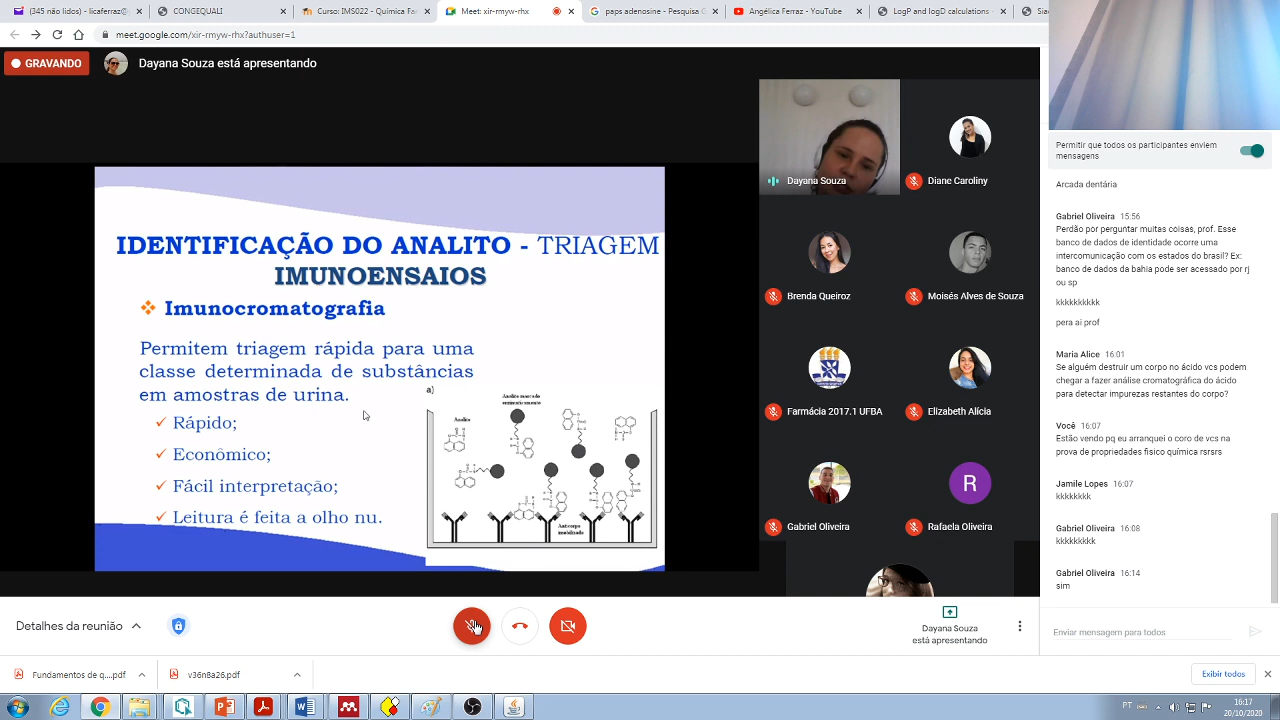 (345 não lidos) - licaferraz@
CONGEQUALI
Curso: IMS022 - Química Far
Meet: xir-rmyw-rhx
paps adenosine - Pesquisa G
Angélica Ferraz - YouTube
LogP and logD calculations -
meet.google.com/xir-rmyw-rhx?authuser=1
GRAVANDO
Dayana Souza está apresentando
IDENTIFICAÇÃO DO ANALITO - TRIAGEM
IMUNOENSAIOS
Imunocromatografia
Permitem triagem rápida para uma
classe determinada de substâncias
em amostras de urina.
Rápido;
Econômico;
Fácil interpretação;
Leitura é feita a olho nu.
a)
Analito
Analito marcado
Anticorpo
imobilizado
Dayana Souza
Diane Caroliny
Brenda Queiroz
Moisés Alves de Souza
Farmácia 2017.1 UFBA
Elizabeth Alícia
Gabriel Oliveira
R
Rafaela Oliveira
Permitir que todos os participantes enviem
mensagens
Arcada dentária
Gabriel Oliveira 15:56
Perdão por perguntar muitas coisas, prof. Esse
banco de dados de identidade ocorre uma
intercomunicação com os estados do brasil? Ex:
banco de dados da bahia pode ser acessado por rj
ou sp
kkkkkkkkkk
pera ai prof
Maria Alice 16:01
Se alguém destruir um corpo no ácido vcs podem
chegar a fazer análise cromatográfica do ácido
para detectar impurezas restantes do corpo?
Você 16:07
Estão vendo pq eu arranquei o coro de vcs na
prova de propriedades fisico química rsrsrs
Jamile Lopes 16:07
kkkkkkkk
Gabriel Oliveira 16:08
kkkkkkkkk
Gabriel Oliveira 16:14
sim
Enviar mensagem para todos
Detalhes da reunião
Dayana Souza
está apresentando
Fundamentos de q....pdf
v36n8a26.pdf
Exibir todos
PT
16:17
20/10/2020